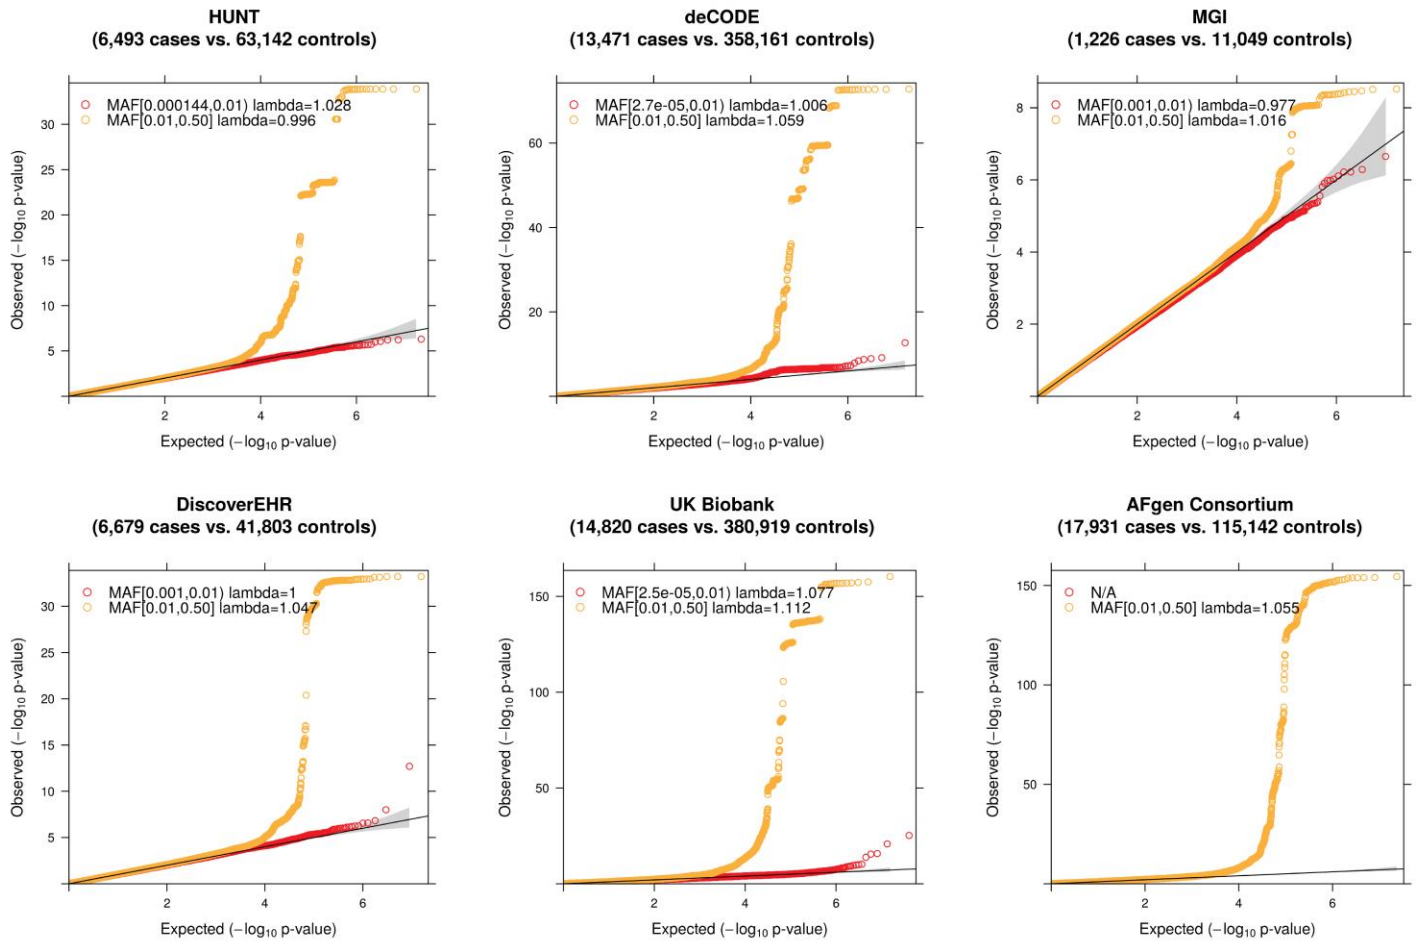 HUNT
(6,493 cases vs. 63,142 controls)
MAF[0.000144,0.01) lambda=1.028
MAF[0.01,0.50] lambda=0.996
30
25
20
15
10
5
2
4
6
Observed (−log10 p-value)
Expected (−log10 p-value)
deCODE
(13,471 cases vs. 358,161 controls)
MAF[2.7e-05,0.01) lambda=1.006
MAF[0.01,0.50] lambda=1.059
60
40
20
2
4
6
Observed (−log10 p-value)
Expected (−log10 p-value)
MGI
(1,226 cases vs. 11,049 controls)
MAF[0.001,0.01) lambda=0.977
MAF[0.01,0.50] lambda=1.016
8
6
4
2
2
4
6
Observed (−log10 p-value)
Expected (−log10 p-value)
DiscoverEHR
(6,679 cases vs. 41,803 controls)
MAF[0.001,0.01) lambda=1
MAF[0.01,0.50] lambda=1.047
30
25
20
15
10
5
2
4
6
Observed (−log10 p-value)
Expected (−log10 p-value)
UK Biobank
(14,820 cases vs. 380,919 controls)
MAF[2.5e-05,0.01) lambda=1.077
MAF[0.01,0.50] lambda=1.112
150
100
50
2
4
6
Observed (−log10 p-value)
Expected (−log10 p-value)
AFgen Consortium
(17,931 cases vs. 115,142 controls)
N/A
MAF[0.01,0.50] lambda=1.055
150
100
50
2
4
6
Observed (−log10 p-value)
Expected (−log10 p-value)